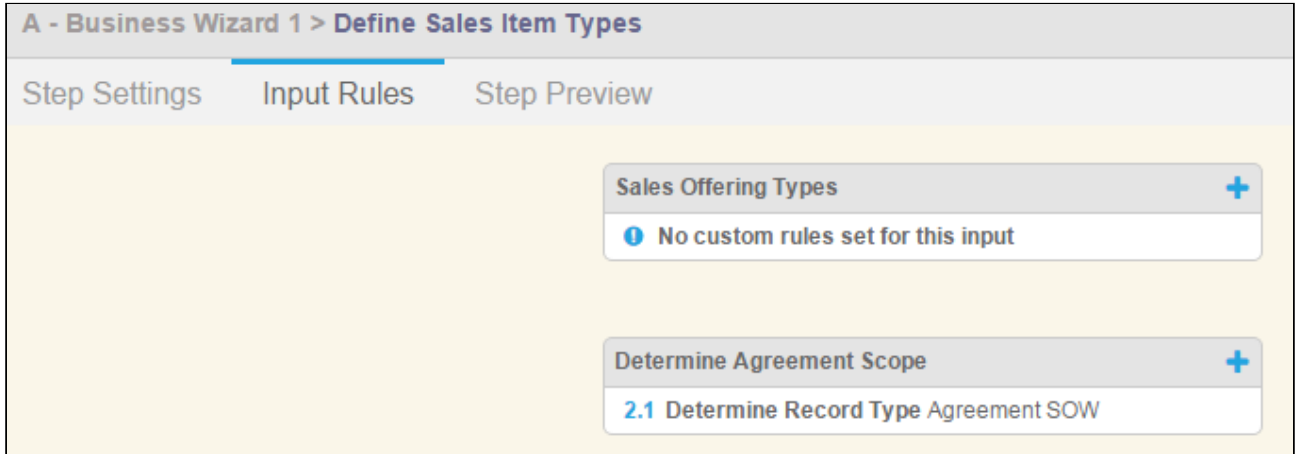 A - Business Wizard 1 > Define Sales Item Types
Step Settings Input Rules Step Preview
Sales Offering Types
No custom rules set for this input
Determine Agreement Scope
2.1 Determine Record Type Agreement SOW